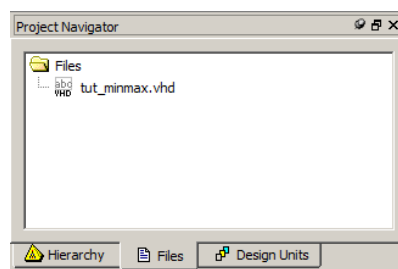 Project Navigator
Files
abc
VHD
tut_minmax.vhd
Hierarchy
Files
Design Units